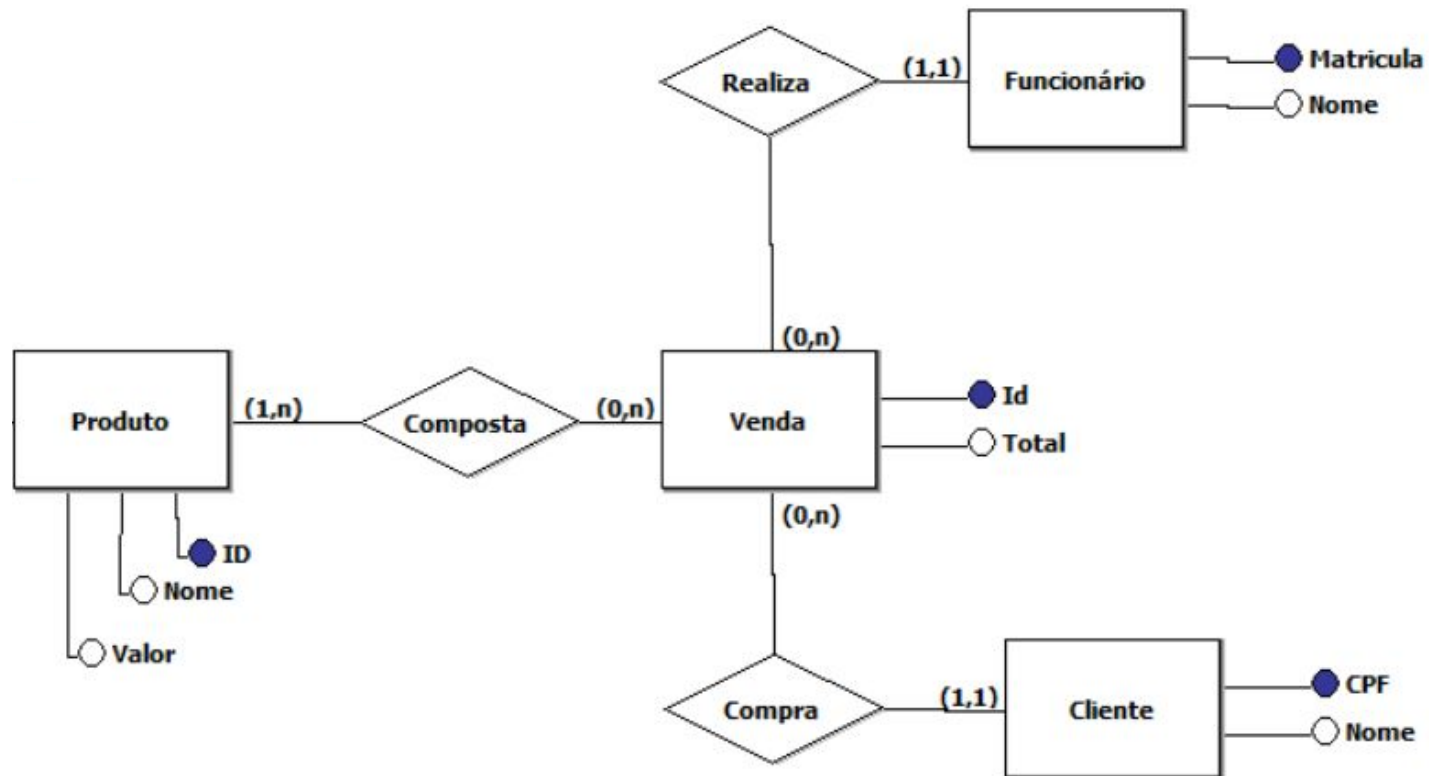 Realiza
(1,1)
Funcionário
Matricula
Nome
(0,n)
Produto
(1,n)
Composta
(0,n)
Venda
Id
Total
(0,n)
ID
Nome
Valor
Compra
(1,1)
Cliente
CPF
Nome